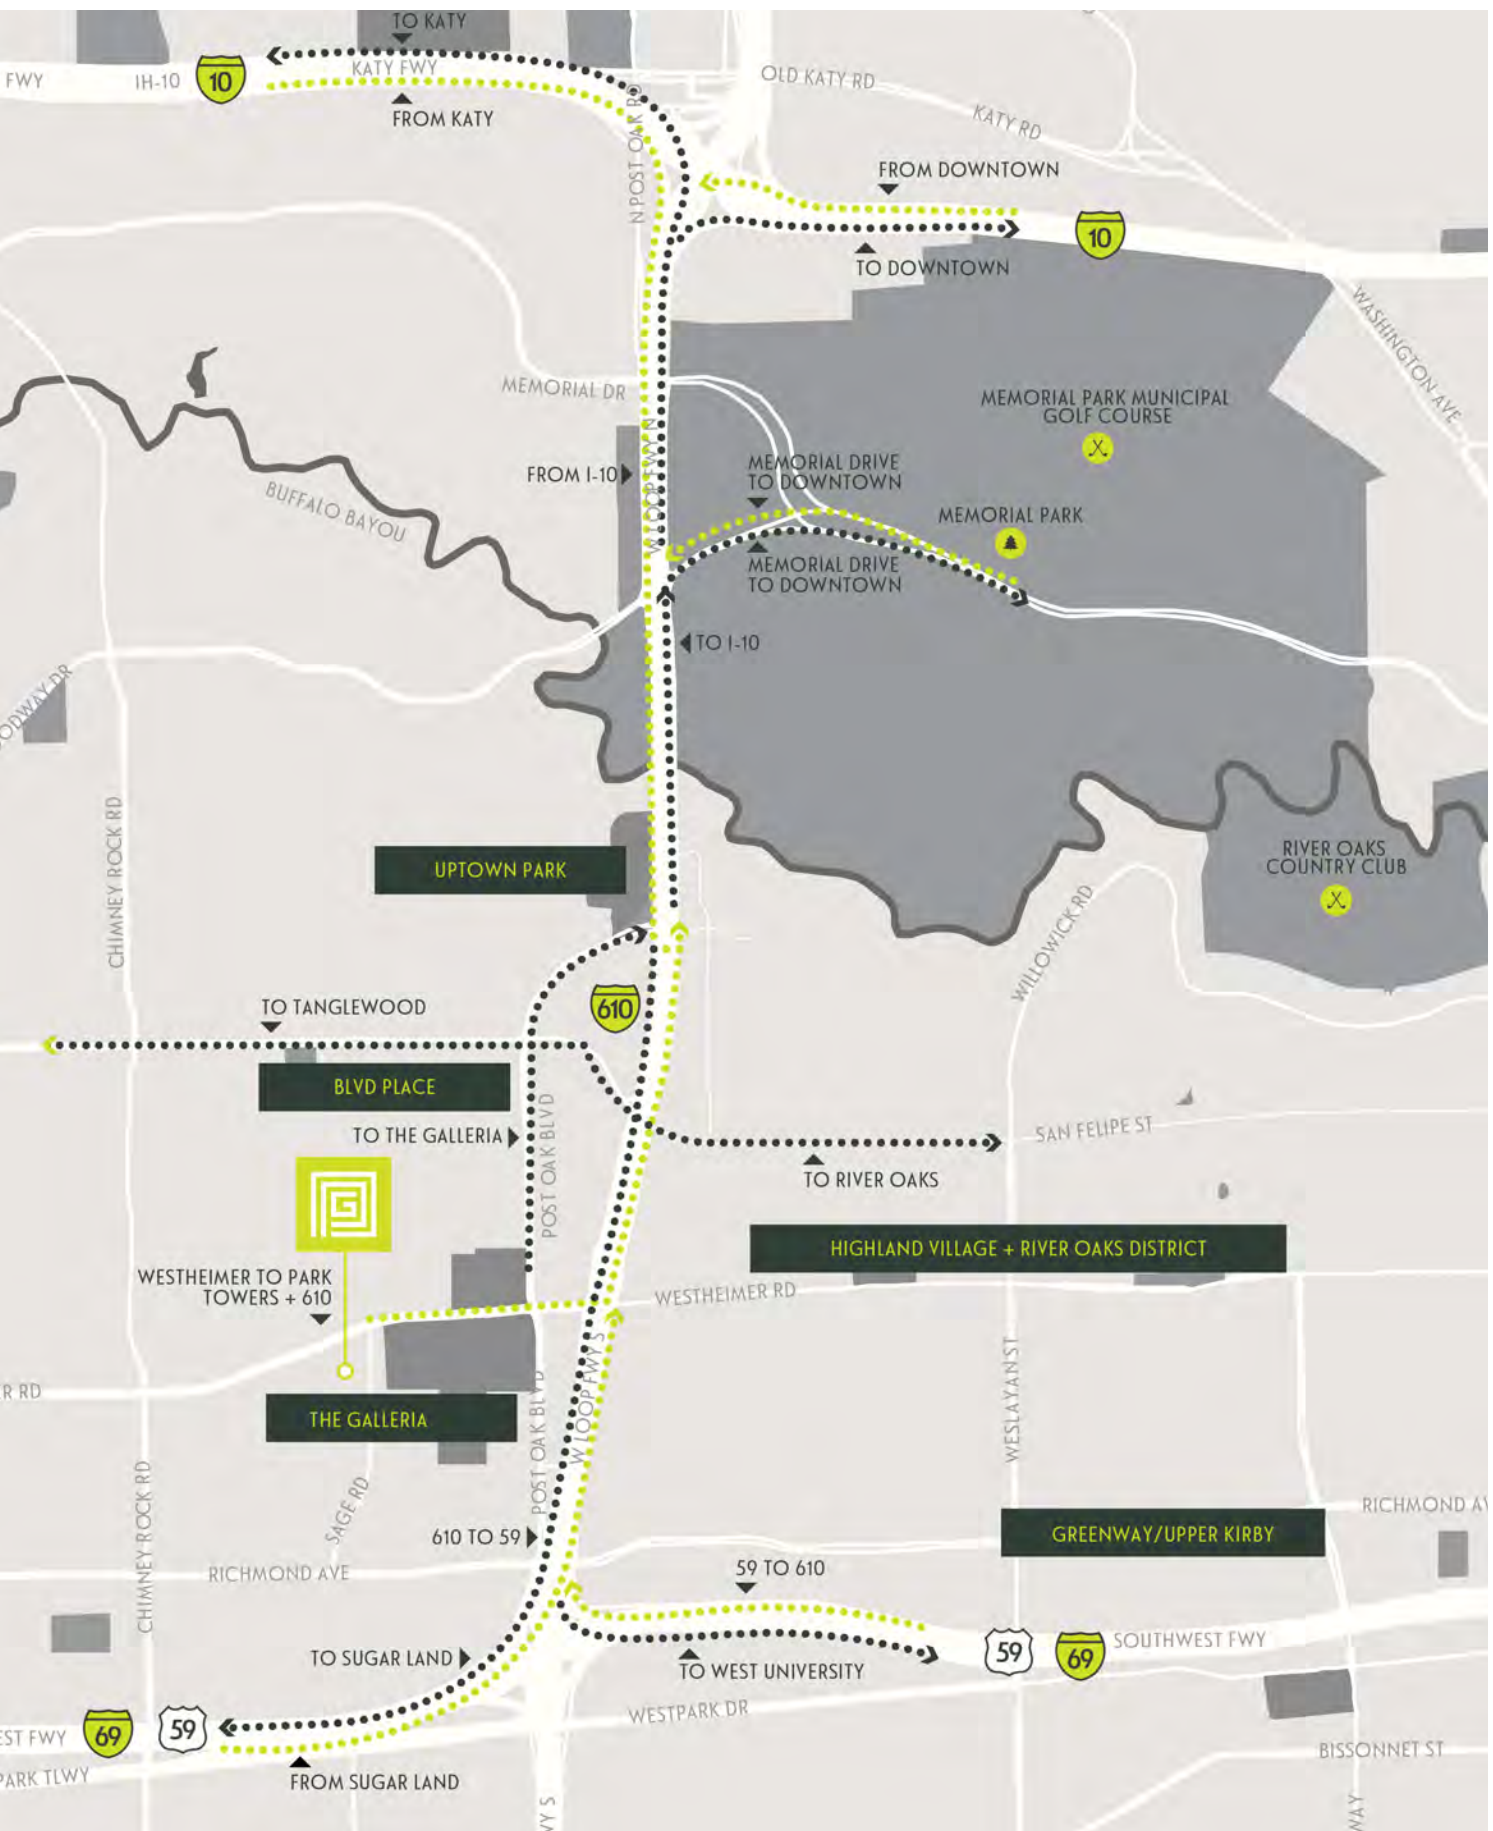 TO KATY
KATY FWY
FWY
IH-10
10
FROM KATY
N POST OAK RD
OLD KATY RD
KATY RD
FROM DOWNTOWN
10
TO DOWNTOWN
WASHINGTON AVE
MEMORIAL DR
MEMORIAL PARK MUNICIPAL
GOLF COURSE
W LOOP FWY N
FROM I-10
MEMORIAL DRIVE
TO DOWNTOWN
BUFFALO BAYOU
MEMORIAL PARK
MEMORIAL DRIVE
TO DOWNTOWN
TO I-10
ODWAY DR
CHIMNEY ROCK RD
UPTOWN PARK
RIVER OAKS
COUNTRY CLUB
WILLOWICK RD
TO TANGLEWOOD
610
BLVD PLACE
POST OAK BLVD
TO THE GALLERIA
SAN FELIPE ST
TO RIVER OAKS
HIGHLAND VILLAGE + RIVER OAKS DISTRICT
WESTHEIMER TO PARK
TOWERS + 610
WESTHEIMER RD
W LOOP FWY S
R RD
POST OAK BLVD
WESLAYAN ST
THE GALLERIA
CHIMNEY ROCK RD
SAGE RD
RICHMOND AV
610 TO 59
GREENWAY/UPPER KIRBY
RICHMOND AVE
59 TO 610
TO SUGAR LAND
TO WEST UNIVERSITY
59
69
SOUTHWEST FWY
WESTPARK DR
EST FWY
69
59
BISSONNET ST
PARK TLWY
FROM SUGAR LAND
WY S
WAY